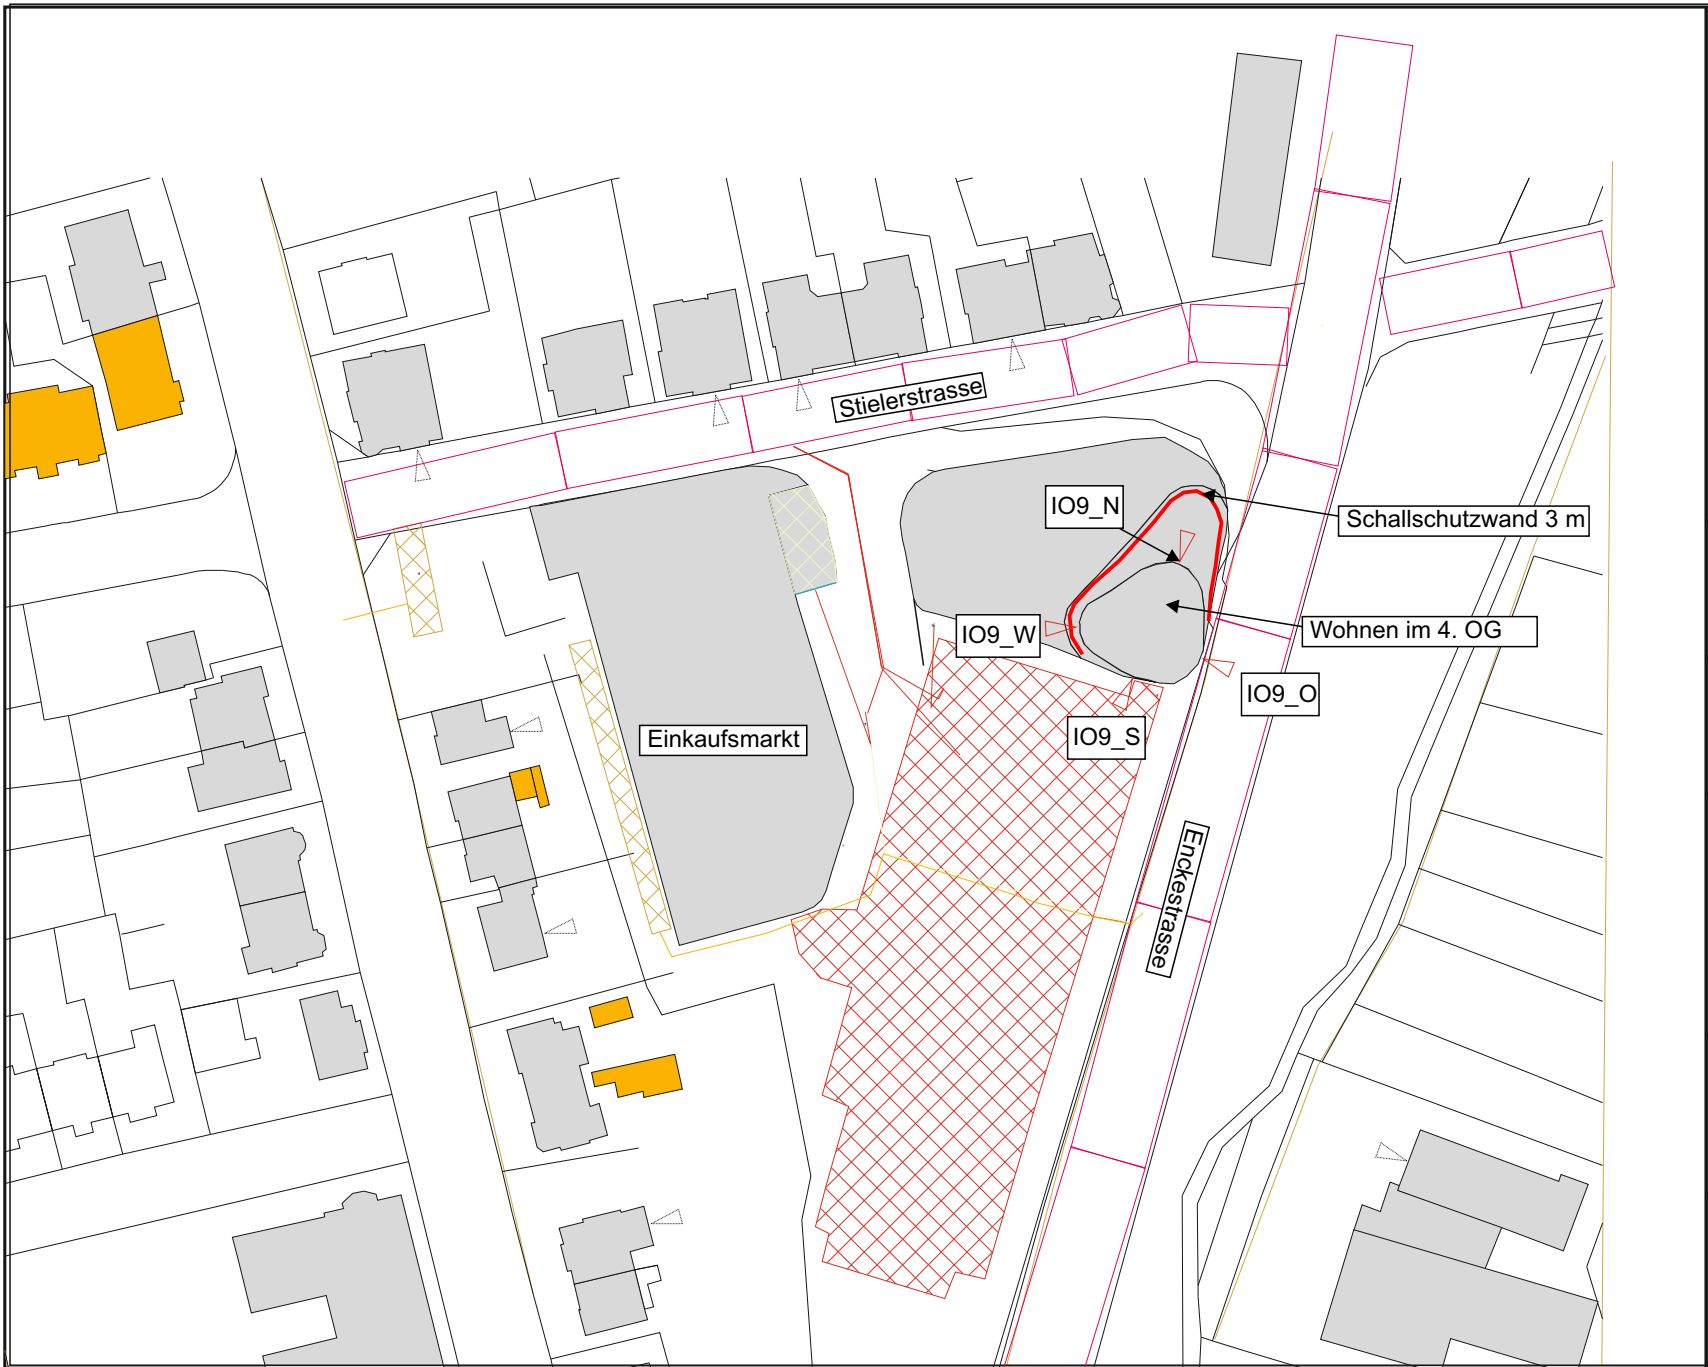 Stielerstrasse
IO9_N
Schallschutzwand 3 m
IO9_W
Wohnen im 4. OG
IO9_O
Einkaufsmarkt
IO9_S
Enckestrasse